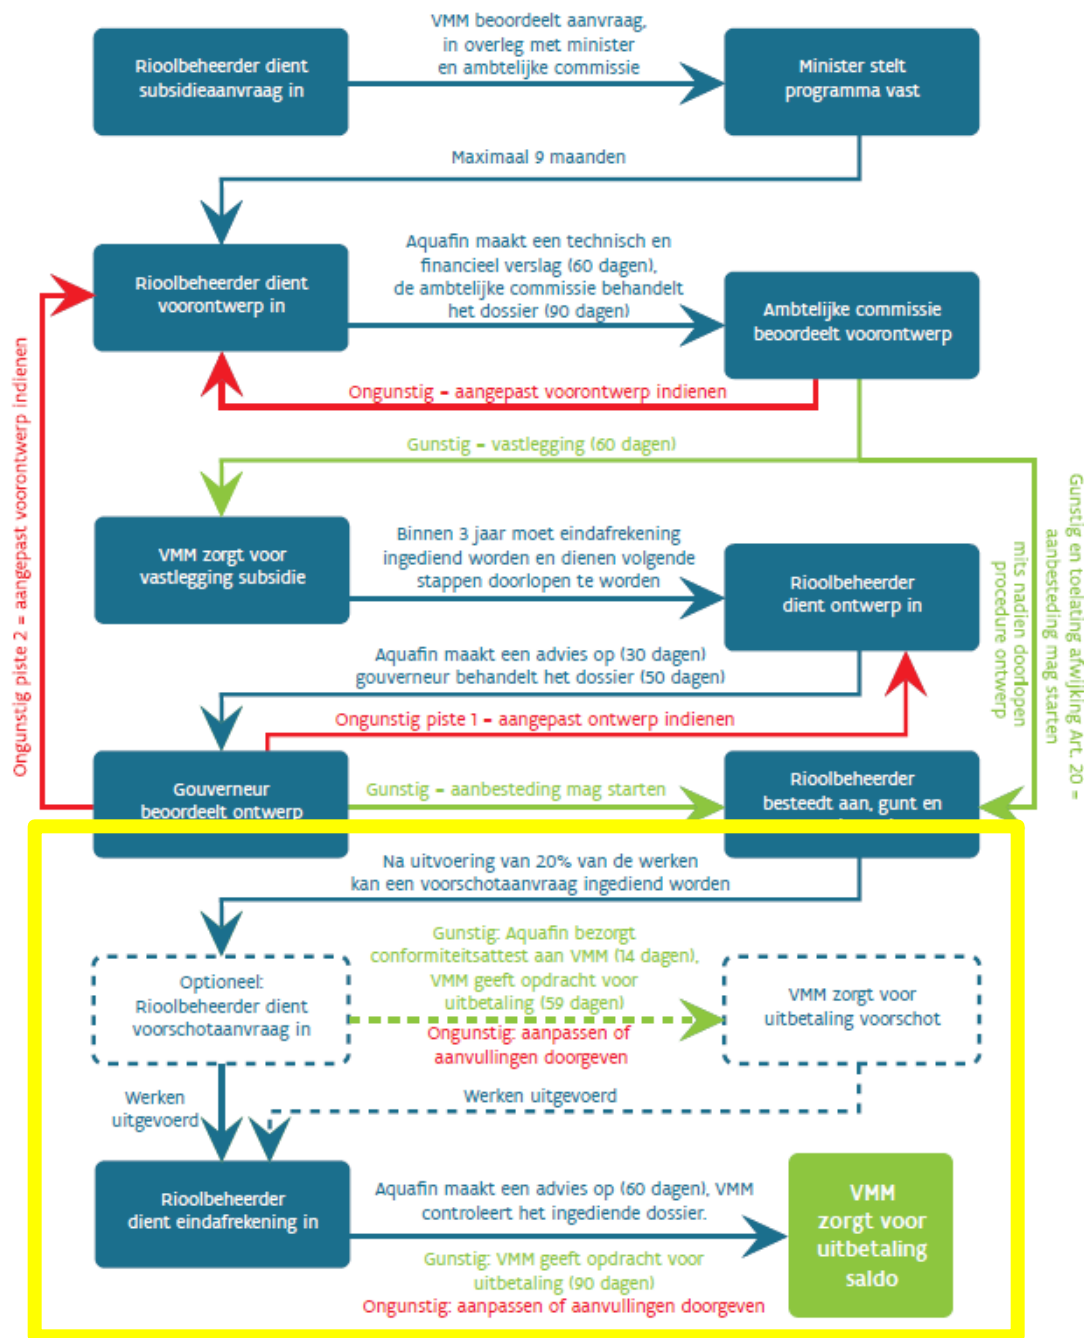 Rioolbeheerder dient
subsidieaanvraag in
VMM beoordeelt aanvraag,
in overleg met minister
en ambtelijke commissie
Minister stelt
programma vast
Maximaal 9 maanden
Rioolbeheerder dient
voorontwerp in
Aquafin maakt een technisch en
financieel verslag (60 dagen),
de ambtelijke commissie behandelt
het dossier (90 dagen)
Ambtelijke commissie
beoordeelt voorontwerp
Ongunstig = aangepast voorontwerp indienen
Gunstig = vastlegging (60 dagen)
Ongunstig piste 2 = aangepast voorontwerp indienen
Gunstig en toelating afwijking Art. 20 =
aanbesteding mag starten
mits nadien doorlopen
procedure ontwerp
VMM zorgt voor
vastlegging subsidie
Binnen 3 jaar moet eindafrekening
ingediend worden en dienen volgende
stappen doorlopen te worden
Rioolbeheerder
dient ontwerp in
Aquafin maakt een advies op (30 dagen)
gouverneur behandelt het dossier (50 dagen)
Ongunstig piste 1 = aangepast ontwerp indienen
Gouverneur
beoordeelt ontwerp
Gunstig = aanbesteding mag starten
Rioolbeheerder
besteedt aan, gunt en
Na uitvoering van 20% van de werken
kan een voorschotaanvraag ingediend worden
Optioneel:
Rioolbeheerder dient
voorschotaanvraag in
Gunstig: Aquafin bezorgt
conformiteitsattest aan VMM (14 dagen),
VMM geeft opdracht voor
uitbetaling (59 dagen)
Ongunstig: aanpassen of
aanvullingen doorgeven
VMM zorgt voor
uitbetaling voorschot
Werken
uitgevoerd
Werken uitgevoerd
Rioolbeheerder
dient eindafrekening in
Aquafin maakt een advies op (60 dagen), VMM
controleert het ingediende dossier.
Gunstig: VMM geeft opdracht voor
uitbetaling (90 dagen)
Ongunstig: aanpassen of aanvullingen doorgeven
VMM
zorgt voor
uitbetaling
saldo